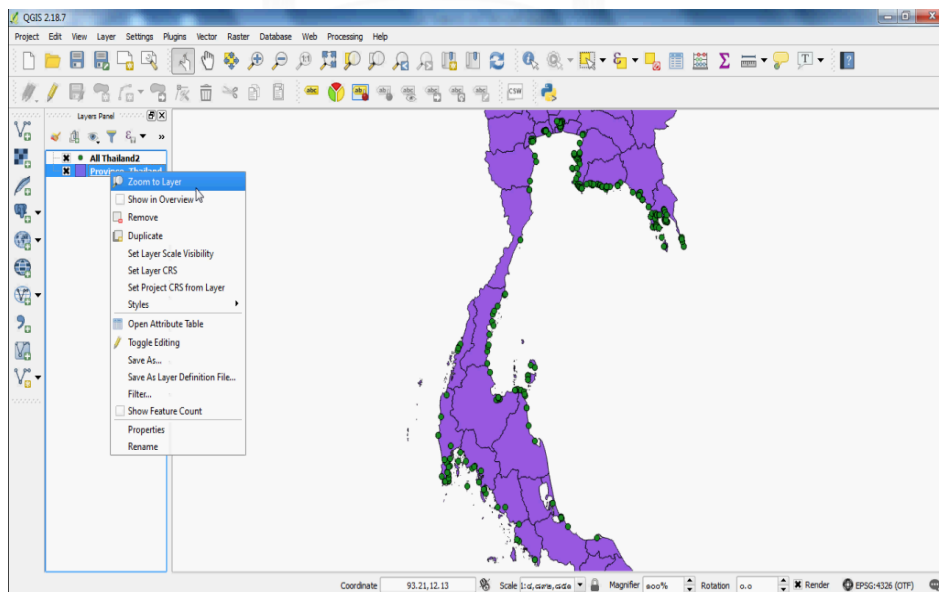 QGIS 2.18.7
Project Edit View Layer Settings Plugins Vector Raster Database Web Processing Help
abc
CSW
Layers Panel
All Thailand2
Province_Thailand
Zoom to Layer
Show in Overview
Remove
Duplicate
Set Layer Scale Visibility
Set Layer CRS
Set Project CRS from Layer
Styles
Open Attribute Table
Toggle Editing
Save As...
Save As Layer Definition File...
Filter...
Show Feature Count
Properties
Rename
Coordinate 93.21,12.13 Scale Magnifier Rotation 0.0 Render EPSG:4326 (OTF)